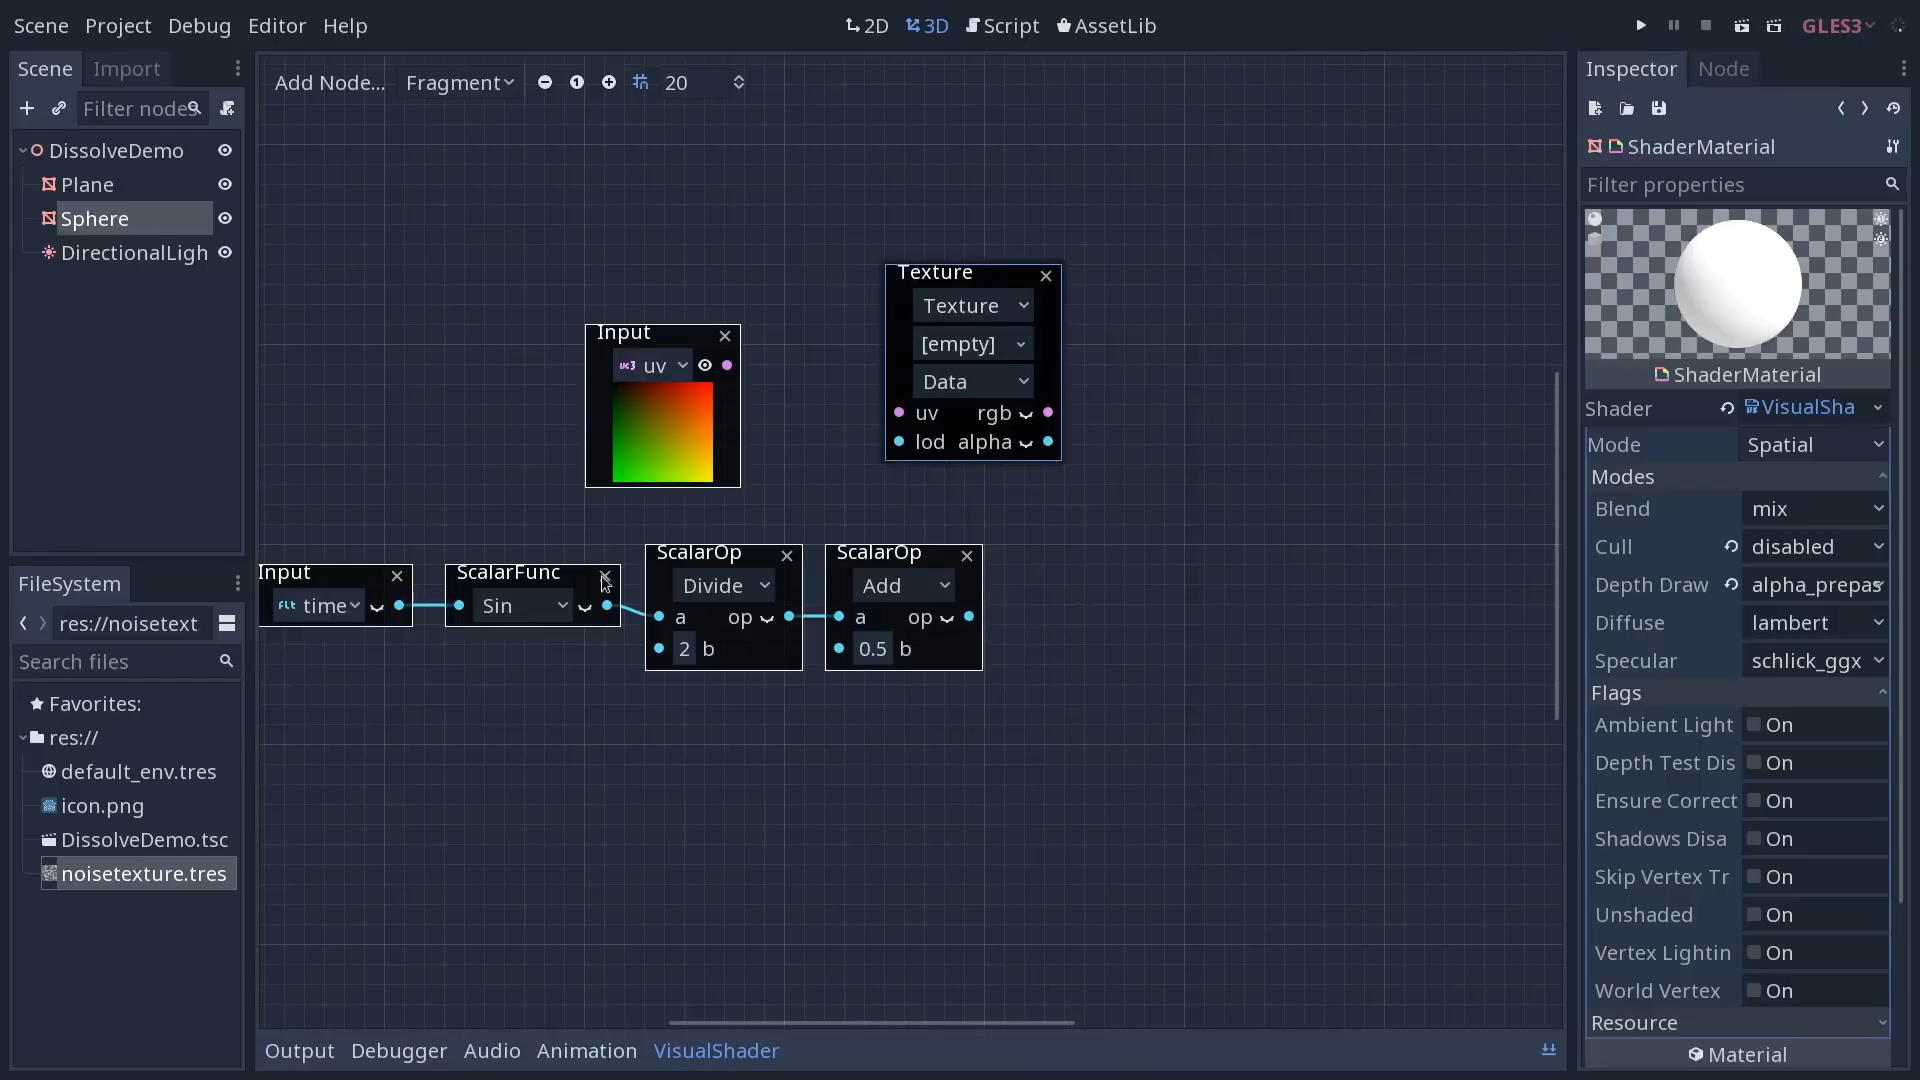 Scene Project Debug Editor Help
2D 3D Script AssetLib
GLES3
Scene Import
Filter nodes
DissolveDemo
Plane
Sphere
DirectionalLigh
FileSystem
res://noisetext
Search files
Favorites:
res://
default_env.tres
icon.png
DissolveDemo.tsc
noisetexture.tres
Add Node... Fragment 20
Input
uv
Texture
Texture
[empty]
Data
uv rgb
lod alpha
Input
time
ScalarFunc
Sin
ScalarOp
Divide
a op
2 b
ScalarOp
Add
a op
0.5 b
Output Debugger Audio Animation VisualShader
Inspector Node
ShaderMaterial
Filter properties
ShaderMaterial
Shader VisualSha
Mode Spatial
Modes
Blend mix
Cull disabled
Depth Draw alpha_prepas
Diffuse lambert
Specular schlick_ggx
Flags
Ambient Light On
Depth Test Dis On
Ensure Correct On
Shadows Disa On
Skip Vertex Tr On
Unshaded On
Vertex Lightin On
World Vertex On
Resource
Material